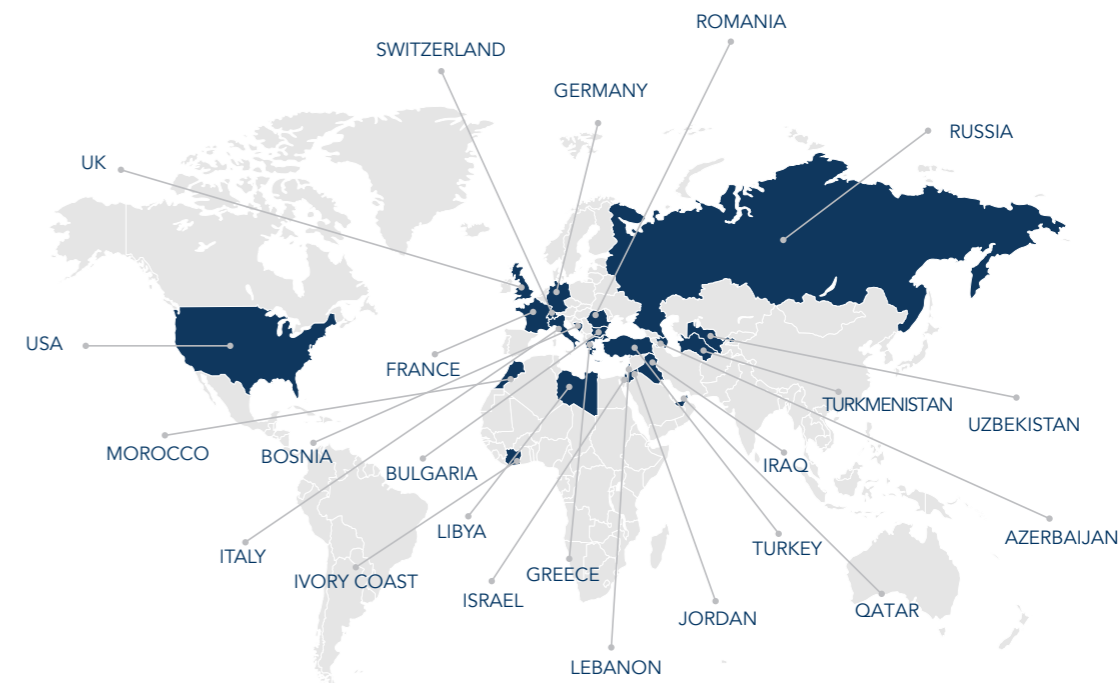 ROMANIA
SWITZERLAND
GERMANY
RUSSIA
UK
USA
FRANCE
TURKMENISTAN
UZBEKISTAN
MOROCCO
BOSNIA
BULGARIA
IRAQ
LIBYA
AZERBAIJAN
ITALY
TURKEY
IVORY COAST
GREECE
ISRAEL
QATAR
JORDAN
LEBANON